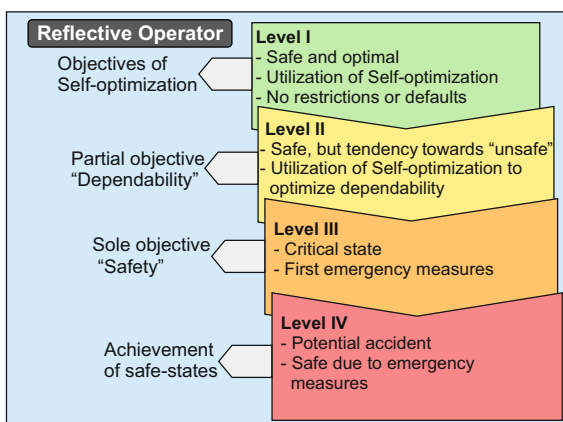 Reflective Operator
Objectives of
Self-optimization
Level I
- Safe and optimal
- Utilization of Self-optimization
- No restrictions or defaults
Partial objective
“Dependability”
Level II
- Safe, but tendency towards “unsafe”
- Utilization of Self-optimization to
optimize dependability
Sole objective
“Safety”
Level III
- Critical state
- First emergency measures
Achievement
of safe-states
Level IV
- Potential accident
- Safe due to emergency
measures